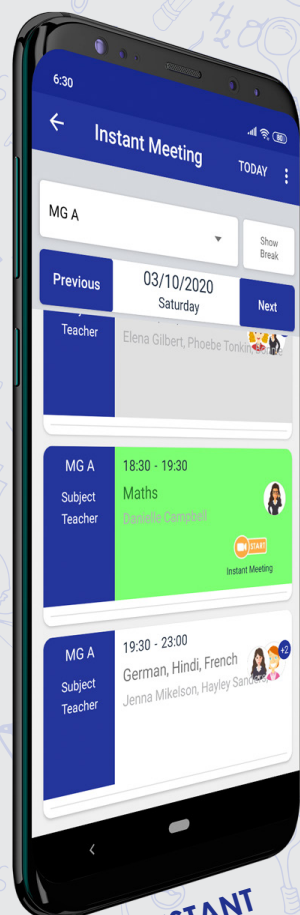 6:30
80
Instant Meeting
TODAY
MG A
Show
Break
Previous
03/10/2020
Saturday
Next
Teacher
Elena Gilbert, Phoebe Tonkin,
MG A
Subject
Teacher
18:30 - 19:30
Maths
Danielle Campbell
START
Instant Meeting
MG A
Subject
Teacher
19:30 - 23:00
German, Hindi, French
+2
Jenna Mikelson, Hayley